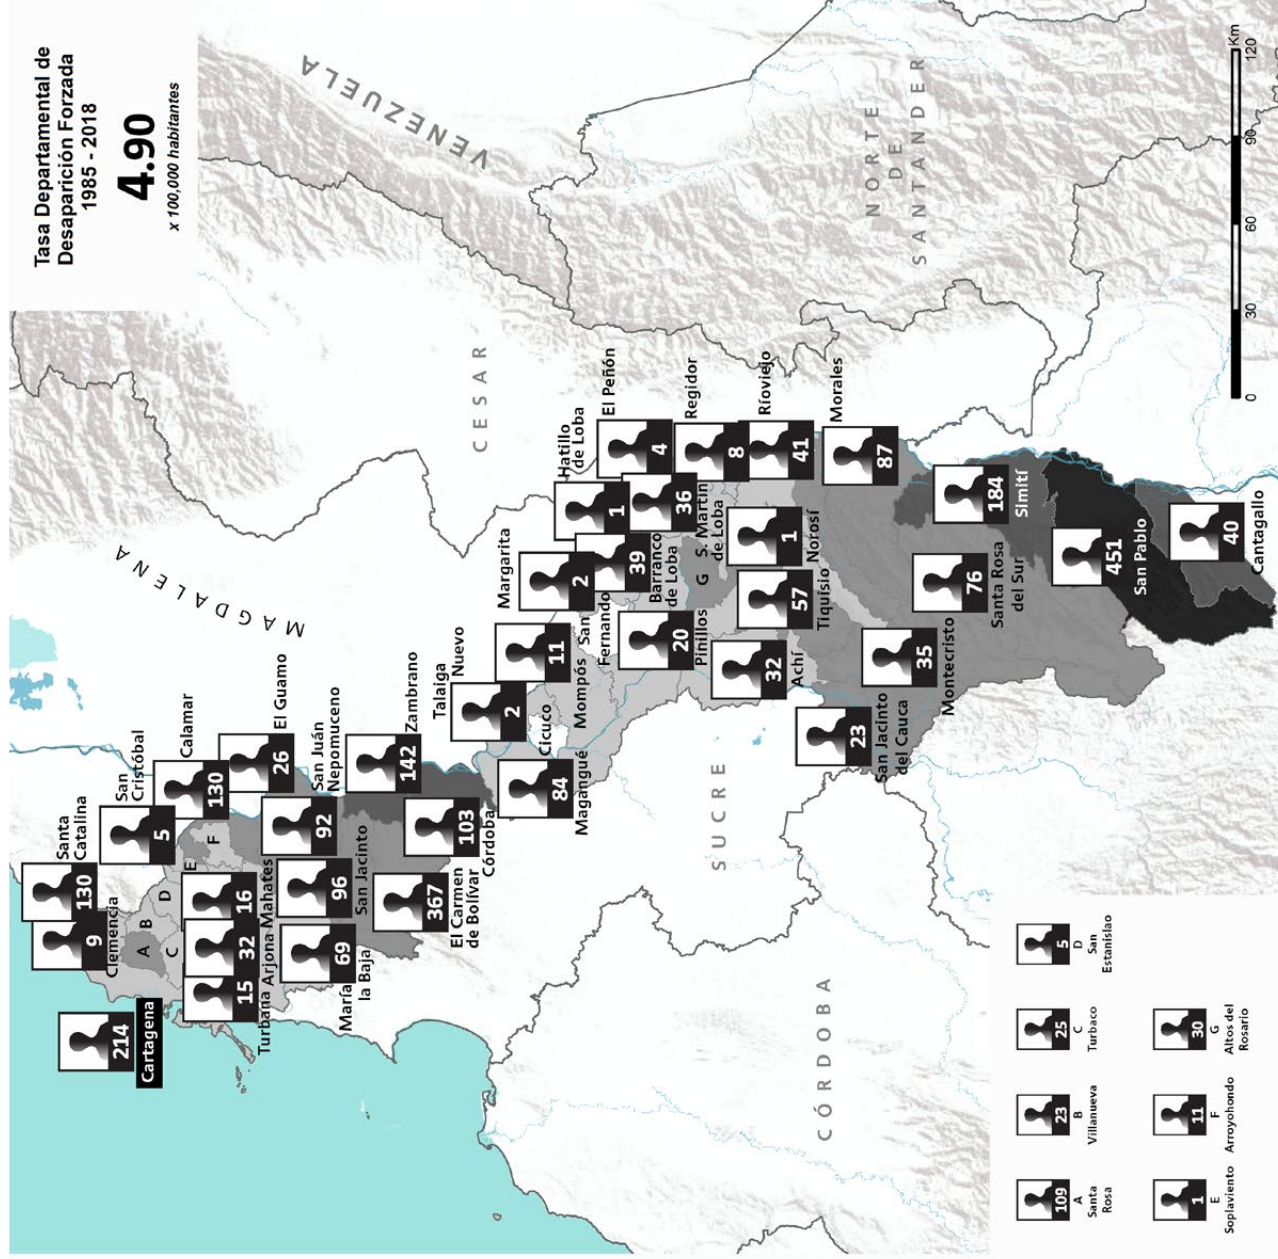 Tasa Departamental de
Desaparición Forzada
1985 - 2018
4.90
x 100,000 habitantes
VENEZUELA
MAGDALENA
CESAR
NORTE
DE
SANTANDER
SUCRE
CÓRDOBA
214
Cartagena
9
Clemencia
130
Santa
Catalina
5
San
Cristóbal
130
Calamar
26
El Guamo
A
B
C
D
E
F
15
Turbana
32
Arjona
16
Mahates
69
María
la Baja
96
San Jacinto
92
San Juán
Nepomuceno
142
Zambrano
367
El Carmen
de Bolívar
103
Córdoba
84
Magangué
2
Talaiga
Nuevo
Cicuco
11
Mompós
2
Margarita
San
Fernando
39
Barranco
de Loba
1
Hatillo
de Loba
36
S. Martín
de Loba
4
El Peñón
8
Regidor
41
Ríoviejo
20
Pinillos
G
32
Achí
57
Tiquisio
1
Norosí
87
Morales
23
San Jacinto
del Cauca
35
Montecristo
76
Santa Rosa
del Sur
184
Simití
451
San Pablo
40
Cantagallo
109
A
Santa
Rosa
23
B
Villanueva
25
C
Turbaco
5
D
San
Estanislao
1
E
Soplaviento
11
F
Arroyohondo
30
G
Altos del
Rosario
0 30 60 90 120
Km